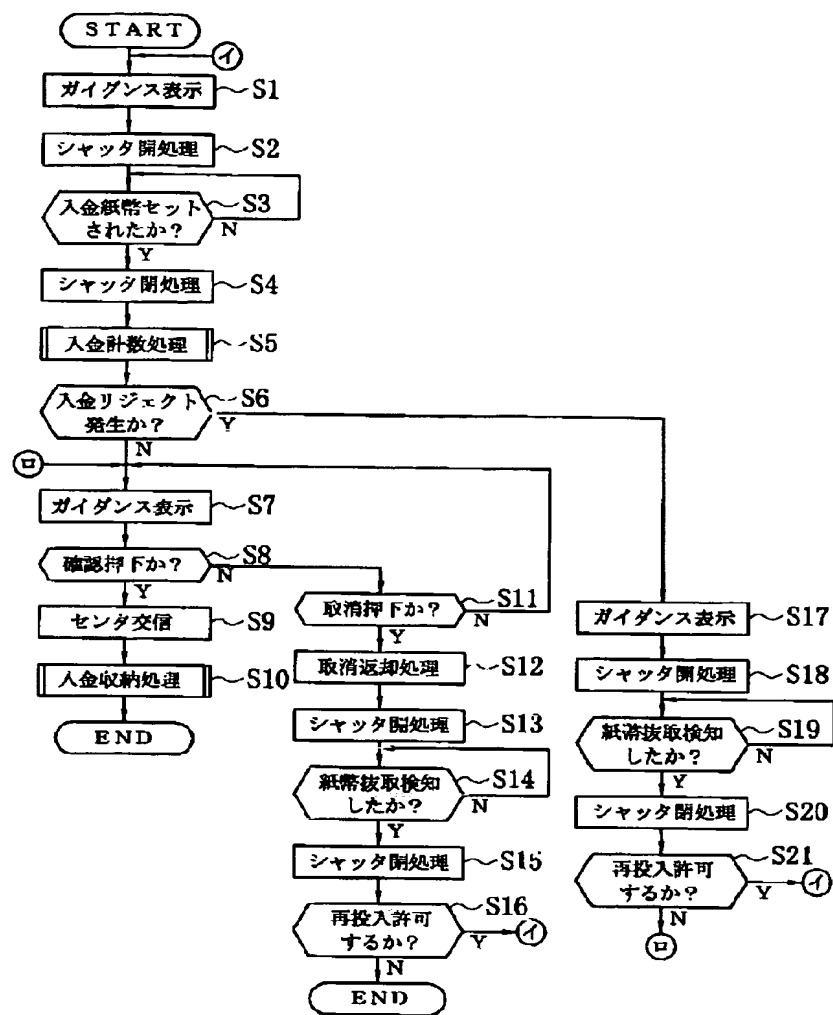 START
イ
ガイダンス表示 S1
シャッタ開処理 S2
入金紙幣セット
されたか? S3
N
Y
シャッタ閉処理 S4
入金計数処理 S5
入金リジェクト
発生か? S6
Y
N
ロ
ガイダンス表示 S7
確認押下か? S8
N
Y
センタ交信 S9
入金収納処理 S10
END
取消押下か? S11
N
Y
取消返却処理 S12
シャッタ開処理 S13
紙幣抜取検知
したか? S14
N
Y
シャッタ閉処理 S15
再投入許可
するか? S16
Y
イ
N
END
ガイダンス表示 S17
シャッタ開処理 S18
紙幣抜取検知
したか? S19
N
Y
シャッタ閉処理 S20
再投入許可
するか? S21
Y
イ
N
ロ